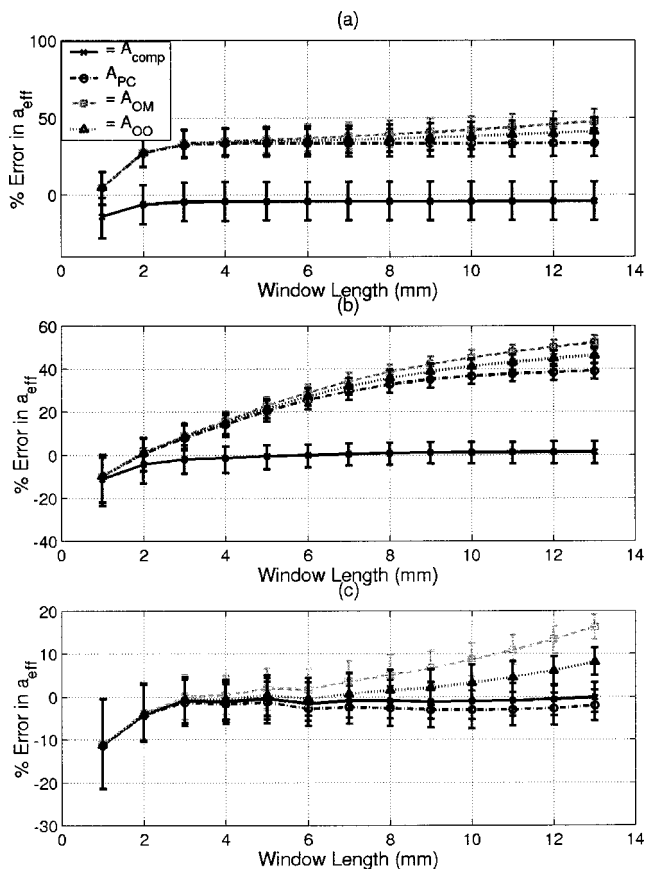 (a)
% Error in a_eff
100
50
0
= A_comp
A_PC
= A_OM
= A_OO
0 2 4 6 8 10 12 14
Window Length (mm)
(b)
% Error in a_eff
60
40
20
0
-20
-40
0 2 4 6 8 10 12 14
Window Length (mm)
(c)
% Error in a_eff
20
10
0
-10
-20
-30
0 2 4 6 8 10 12 14
Window Length (mm)